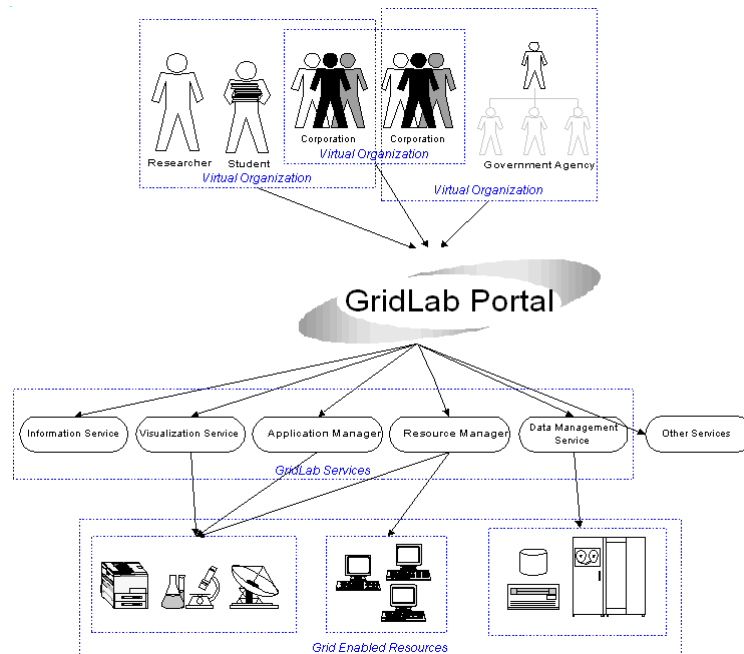 Researcher
Student
Corporation
Corporation
Government Agency
Virtual Organization
Virtual Organization
Virtual Organization
GridLab Portal
Information Service
Visualization Service
Application Manager
Resource Manager
Data Management
Service
Other Services
GridLab Services
Grid Enabled Resources